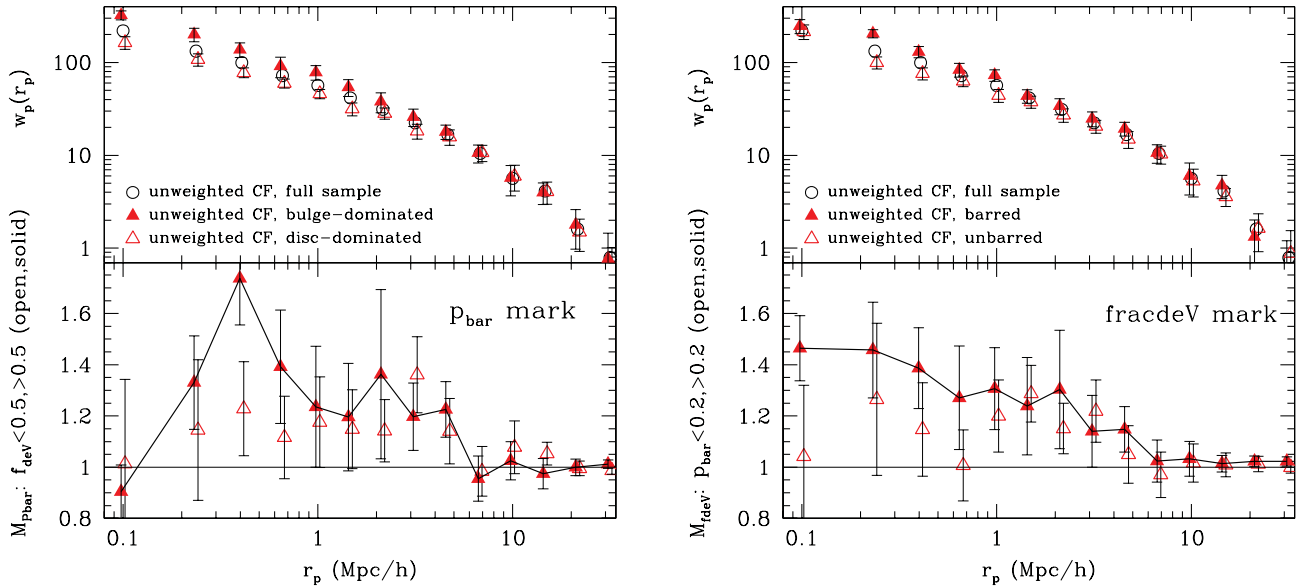 100
10
1
w_p(r_p)
unweighted CF, full sample
unweighted CF, bulge-dominated
unweighted CF, disc-dominated
1.6
1.4
1.2
1
0.8
M_Pbar: f_deV<0.5,>0.5 (open,solid)
p_bar mark
0.1 1 10
r_p (Mpc/h)
100
10
1
w_p(r_p)
unweighted CF, full sample
unweighted CF, barred
unweighted CF, unbarred
1.6
1.4
1.2
1
0.8
M_fdeV: p_bar<0.2,>0.2 (open,solid)
fracdeV mark
0.1 1 10
r_p (Mpc/h)